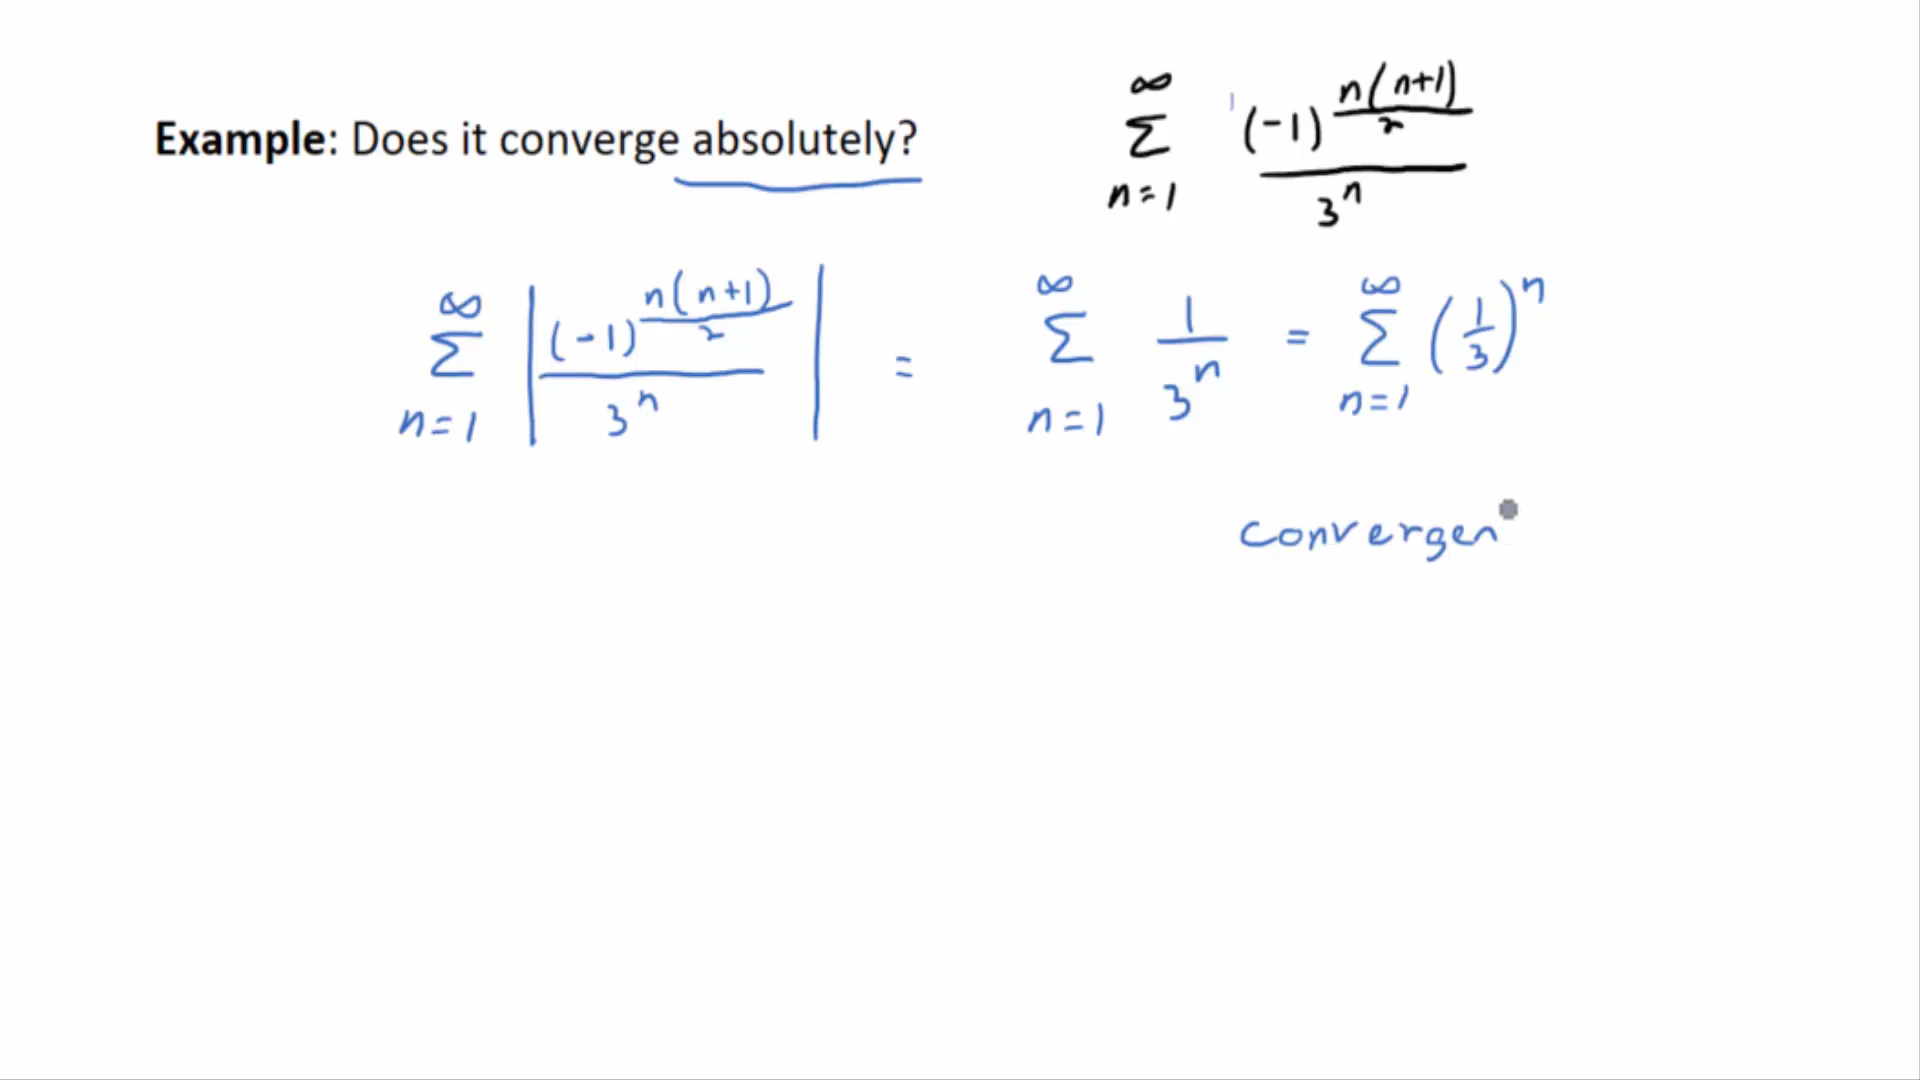 Example: Does it converge absolutely?
∞ Σ n=1 (-1)^(n(n+1)/2) / 3^n
∞ Σ n=1 | (-1)^(n(n+1)/2) / 3^n | = ∞ Σ n=1 1/3^n = ∞ Σ n=1 (1/3)^n
convergen